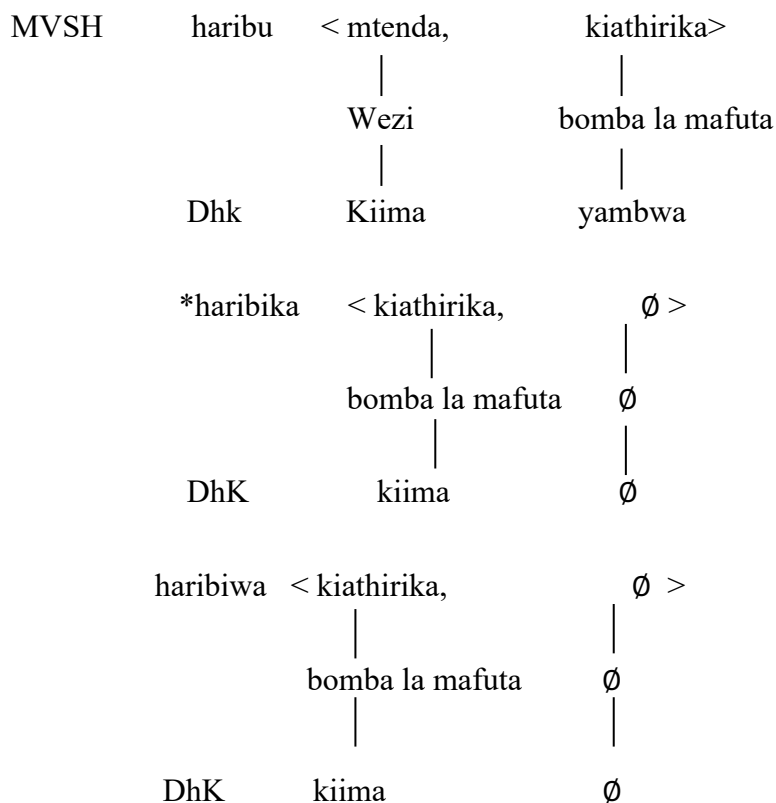 MVSH haribu < mtenda, kiathirika>
Wezi bomba la mafuta
Dhk Kiima yambwa
*haribika < kiathirika, Ø >
bomba la mafuta Ø
DhK kiima Ø
haribiwa < kiathirika, Ø >
bomba la mafuta Ø
DhK kiima Ø